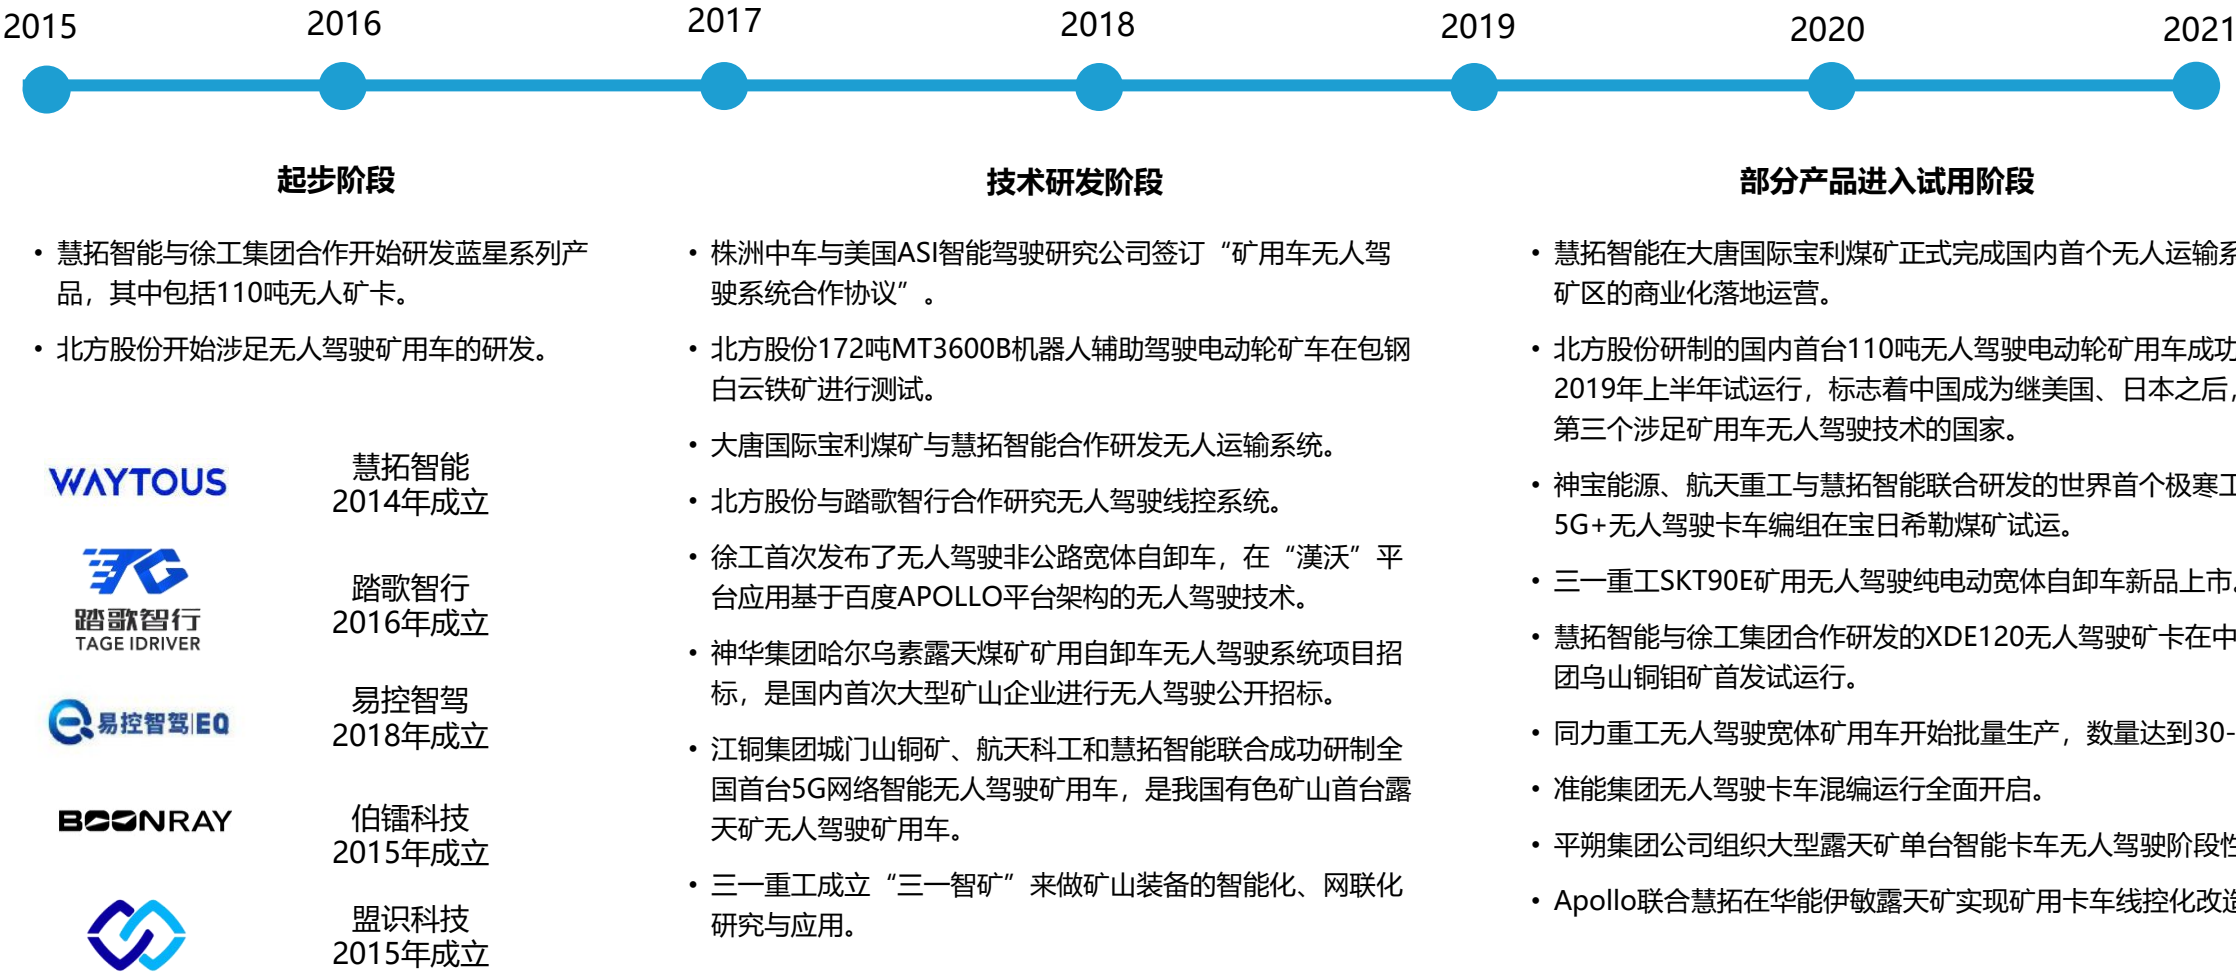 2015
2016
2017
2018
2019
2020
2021
起步阶段
• 慧拓智能与徐工集团合作开始研发蓝星系列产
品，其中包括110吨无人矿卡。
• 北方股份开始涉足无人驾驶矿用车的研发。
WAYTOUS
慧拓智能
2014年成立
踏歌智行
TAGE IDRIVER
踏歌智行
2016年成立
易控智驾|EQ
易控智驾
2018年成立
BOONRAY
伯镭科技
2015年成立
盟识科技
2015年成立
技术研发阶段
• 株洲中车与美国ASI智能驾驶研究公司签订“矿用车无人驾
驶系统合作协议”。
• 北方股份172吨MT3600B机器人辅助驾驶电动轮矿车在包钢
白云铁矿进行测试。
• 大唐国际宝利煤矿与慧拓智能合作研发无人运输系统。
• 北方股份与踏歌智行合作研究无人驾驶线控系统。
• 徐工首次发布了无人驾驶非公路宽体自卸车，在“漢沃”平
台应用基于百度APOLLO平台架构的无人驾驶技术。
• 神华集团哈尔乌素露天煤矿矿用自卸车无人驾驶系统项目招
标，是国内首次大型矿山企业进行无人驾驶公开招标。
• 江铜集团城门山铜矿、航天科工和慧拓智能联合成功研制全
国首台5G网络智能无人驾驶矿用车，是我国有色矿山首台露
天矿无人驾驶矿用车。
• 三一重工成立“三一智矿”来做矿山装备的智能化、网联化
研究与应用。
部分产品进入试用阶段
• 慧拓智能在大唐国际宝利煤矿正式完成国内首个无人运输系
矿区的商业化落地运营。
• 北方股份研制的国内首台110吨无人驾驶电动轮矿用车成功
2019年上半年试运行，标志着中国成为继美国、日本之后，
第三个涉足矿用车无人驾驶技术的国家。
• 神宝能源、航天重工与慧拓智能联合研发的世界首个极寒工
5G+无人驾驶卡车编组在宝日希勒煤矿试运。
• 三一重工SKT90E矿用无人驾驶纯电动宽体自卸车新品上市。
• 慧拓智能与徐工集团合作研发的XDE120无人驾驶矿卡在中
团乌山铜钼矿首发试运行。
• 同力重工无人驾驶宽体矿用车开始批量生产，数量达到30-
• 准能集团无人驾驶卡车混编运行全面开启。
• 平朔集团公司组织大型露天矿单台智能卡车无人驾驶阶段性
• Apollo联合慧拓在华能伊敏露天矿实现矿用卡车线控化改造